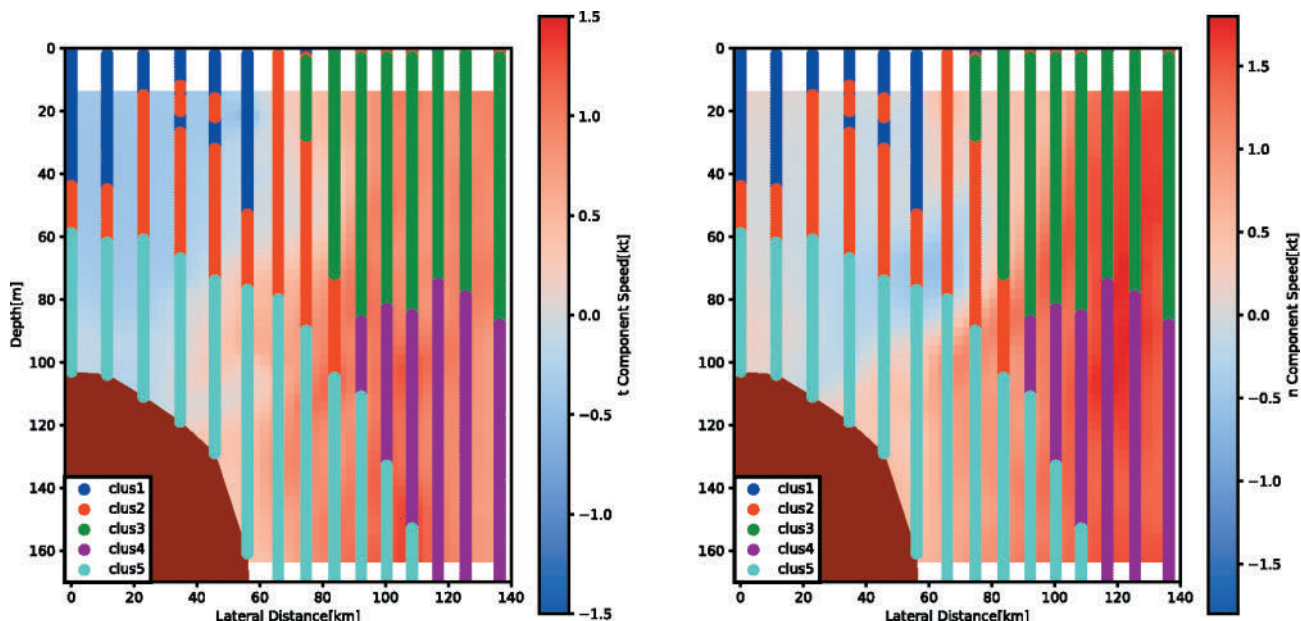 0
20
40
60
80
100
120
140
160
Depth[m]
0 20 40 60 80 100 120 140
Lateral Distance[km]
clus1
clus2
clus3
clus4
clus5
1.5
1.0
0.5
0.0
−0.5
−1.0
−1.5
t Component Speed[kt]
0
20
40
60
80
100
120
140
160
0 20 40 60 80 100 120 140
Lateral Distance[km]
clus1
clus2
clus3
clus4
clus5
1.5
1.0
0.5
0.0
−0.5
−1.0
−1.5
n Component Speed[kt]